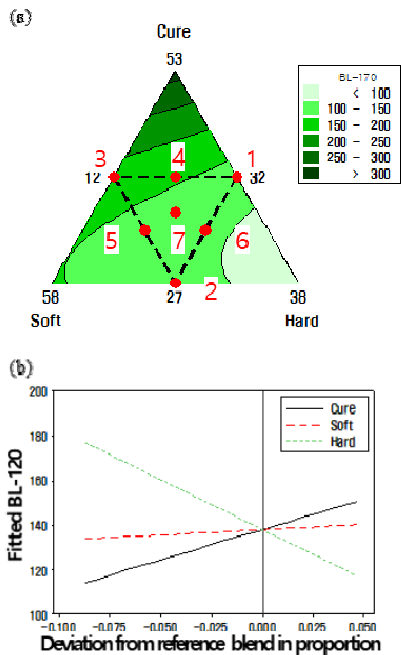 (a)
Cure
53
BL-170
< 100
100 - 150
150 - 200
200 - 250
250 - 300
> 300
3 4 1
12 32
5 7 6
58 27 2 38
Soft Hard
(b)
200
180
160
140
120
100
Fitted BL-120
Cure
Soft
Hard
-0.100 -0.075 -0.050 -0.025 0.000 0.025 0.050
Deviation from reference blend in proportion